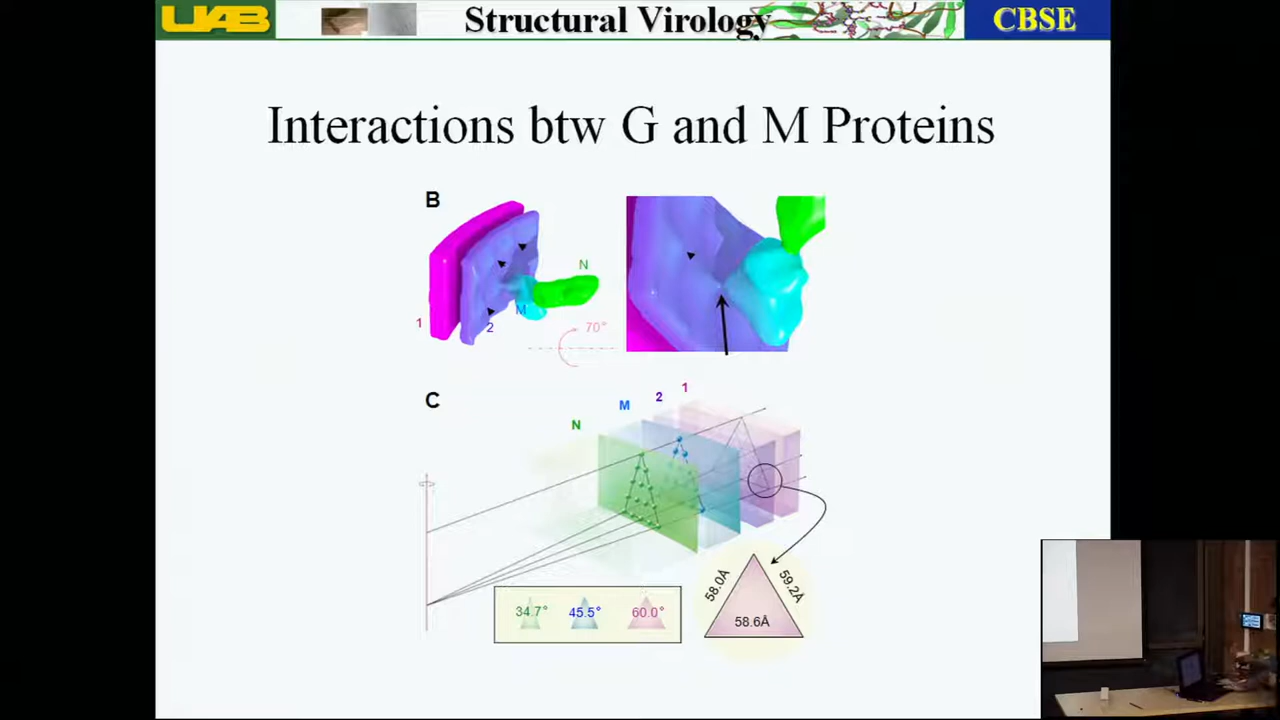 UAB
Structural Virology
CBSE
Interactions btw G and M Proteins
B
N
M
1
2
70°
C
N
M
2
1
34.7°
45.5°
60.0°
58.0Å
59.2Å
58.6Å